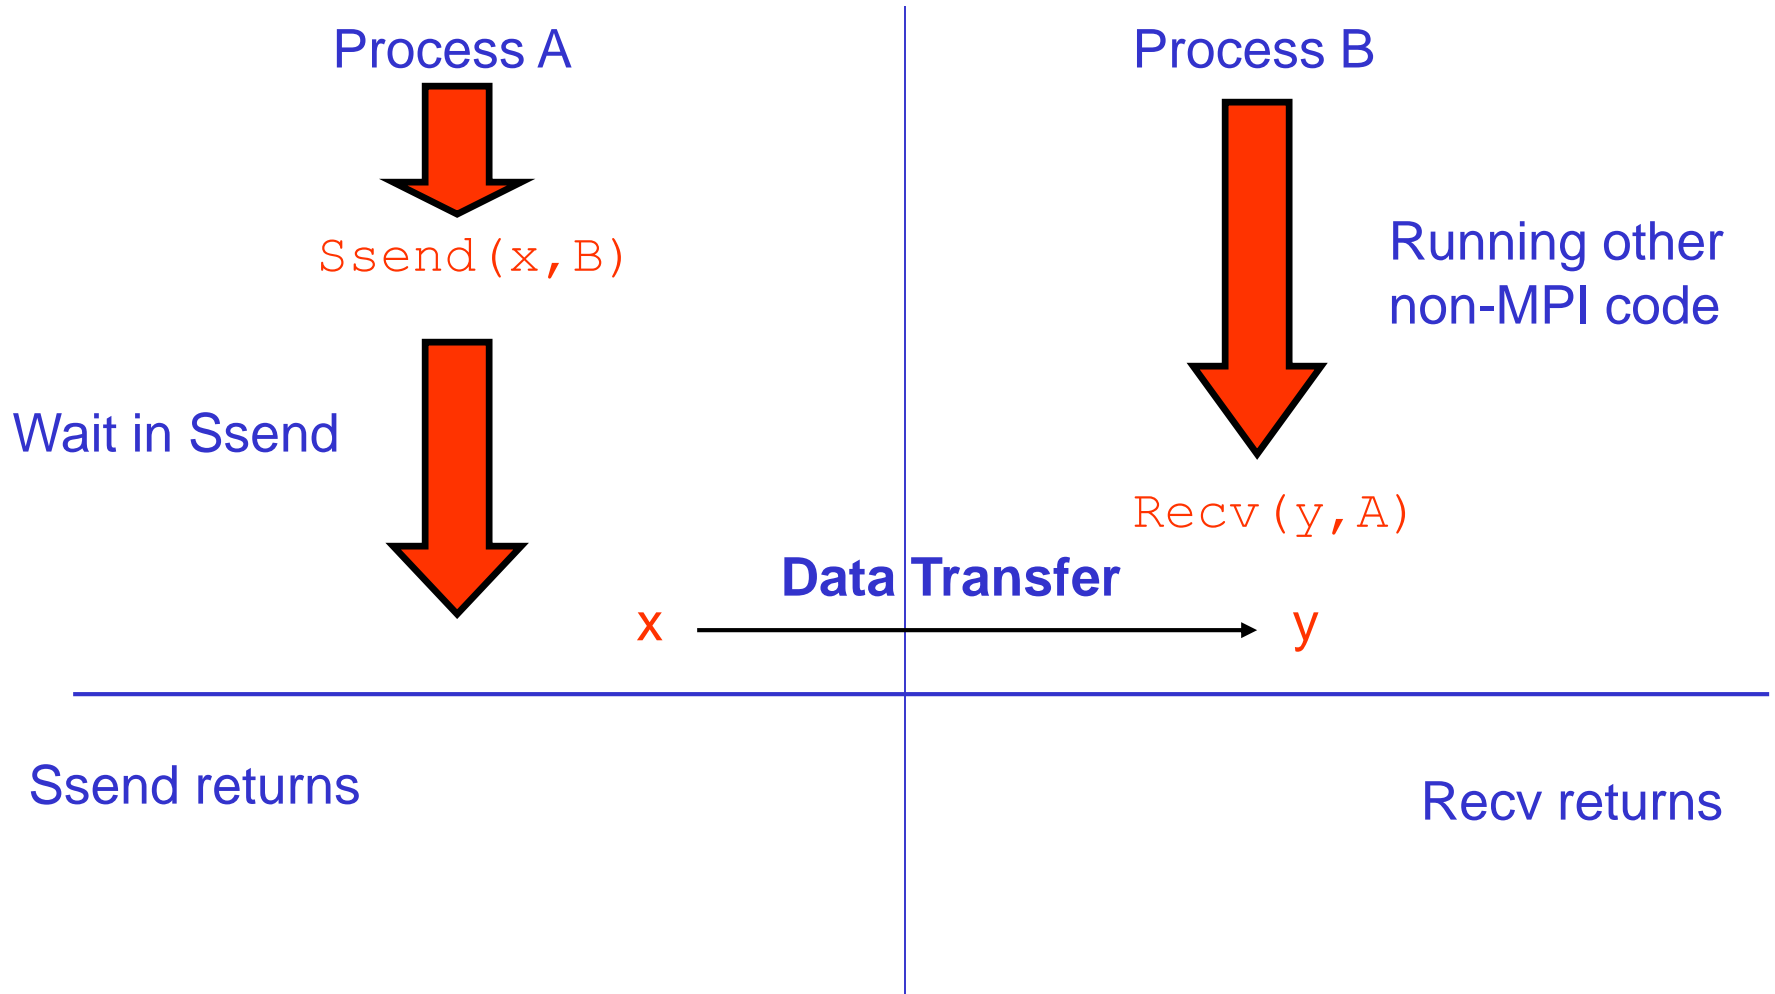 Process A
Process B
Ssend(x,B)
Running other
non-MPI code
Wait in Ssend
Recv(y,A)
Data Transfer
x
y
Ssend returns
Recv returns